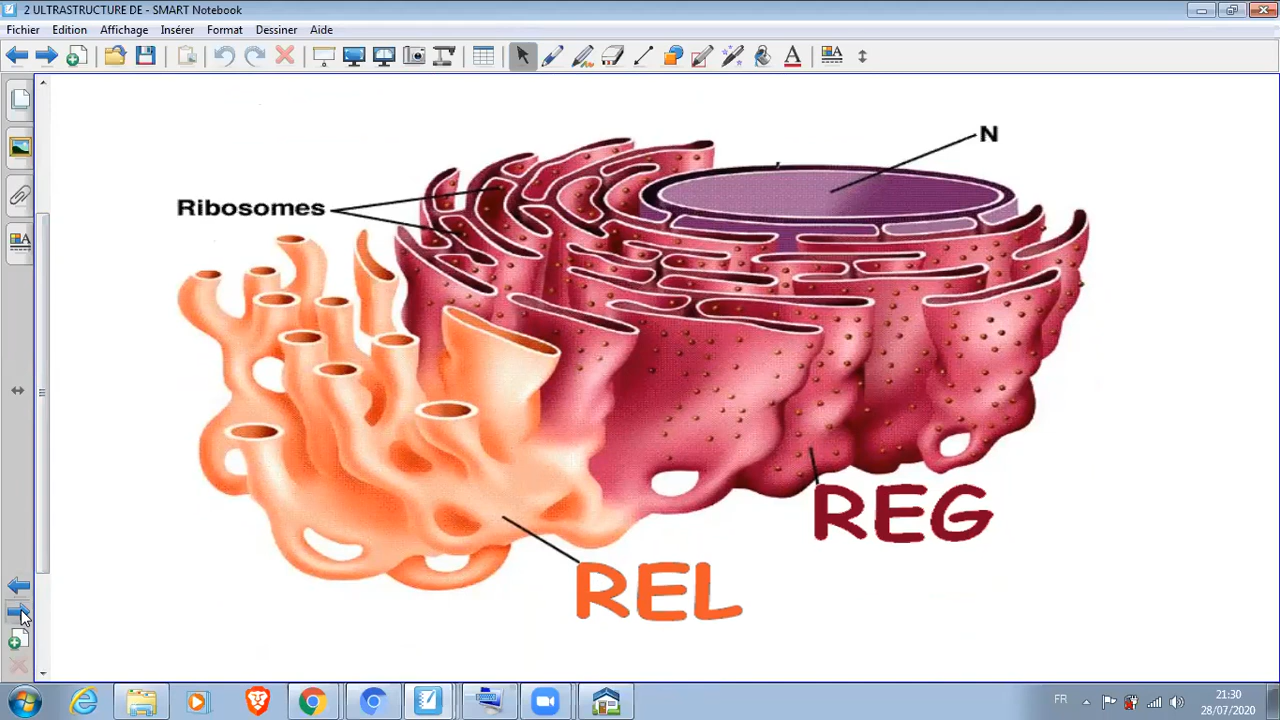 2 ULTRASTRUCTURE DE - SMART Notebook
Fichier Edition Affichage Insérer Format Dessiner Aide
N
Ribosomes
REG
REL
FR
21:30
28/07/2020